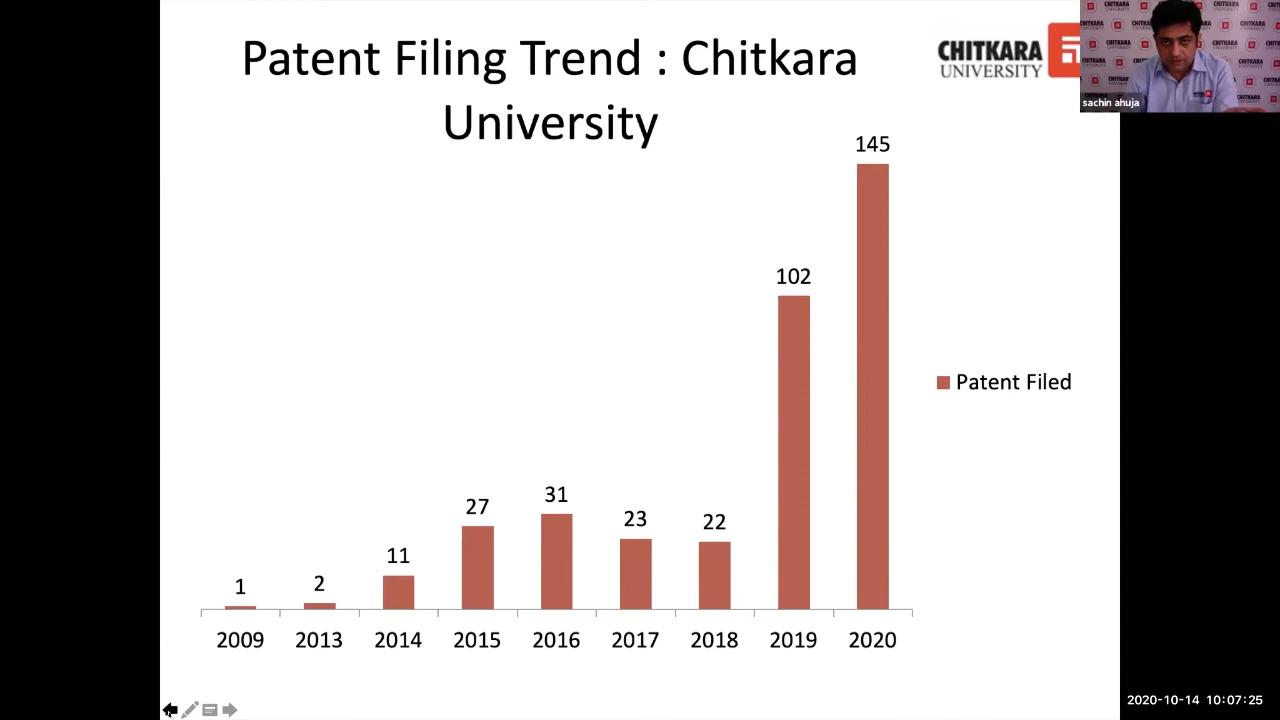 Patent Filing Trend : Chitkara
University
CHITKARA
UNIVERSITY
sachin ahuja
145
102
31
27
23
22
11
2
1
Patent Filed
2009 2013 2014 2015 2016 2017 2018 2019 2020
2020-10-14 10:07:25